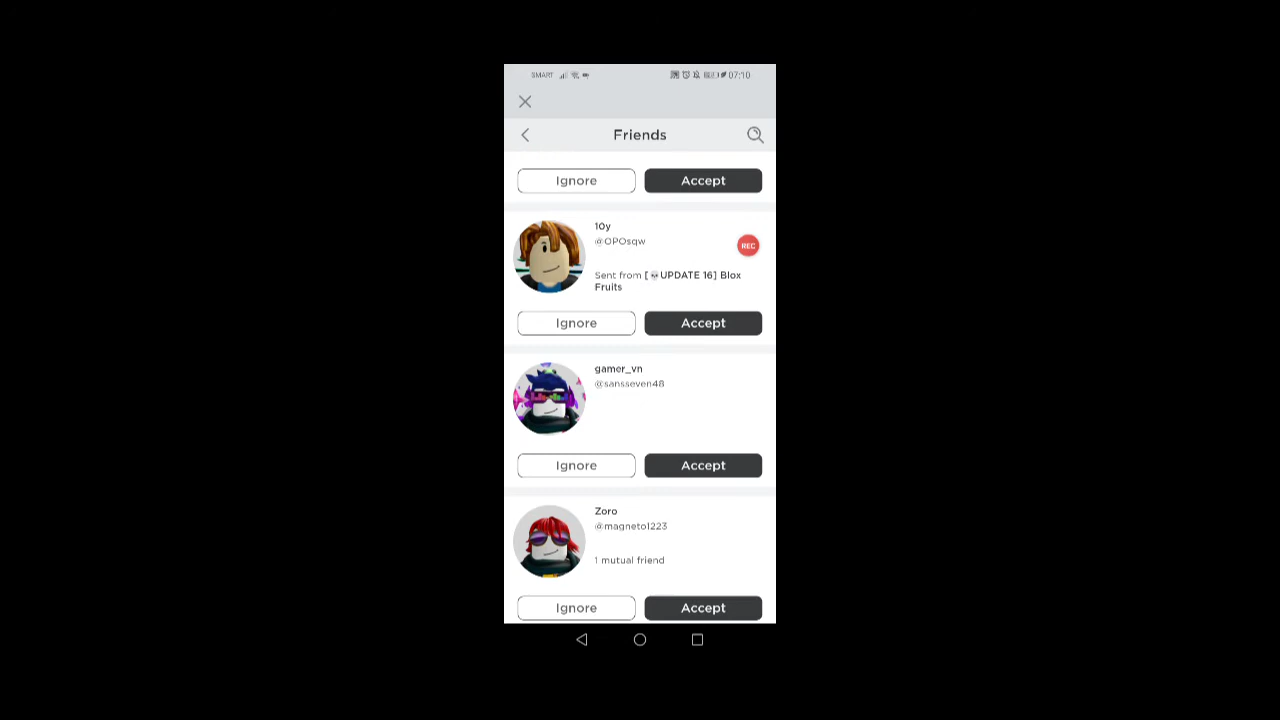 SMART 07:10
Friends
Ignore Accept
10y
@OPOsqw
REC
Sent from [💀UPDATE 16] Blox
Fruits
Ignore Accept
gamer_vn
@sansseven48
Ignore Accept
Zoro
@magneto1223
1 mutual friend
Ignore Accept